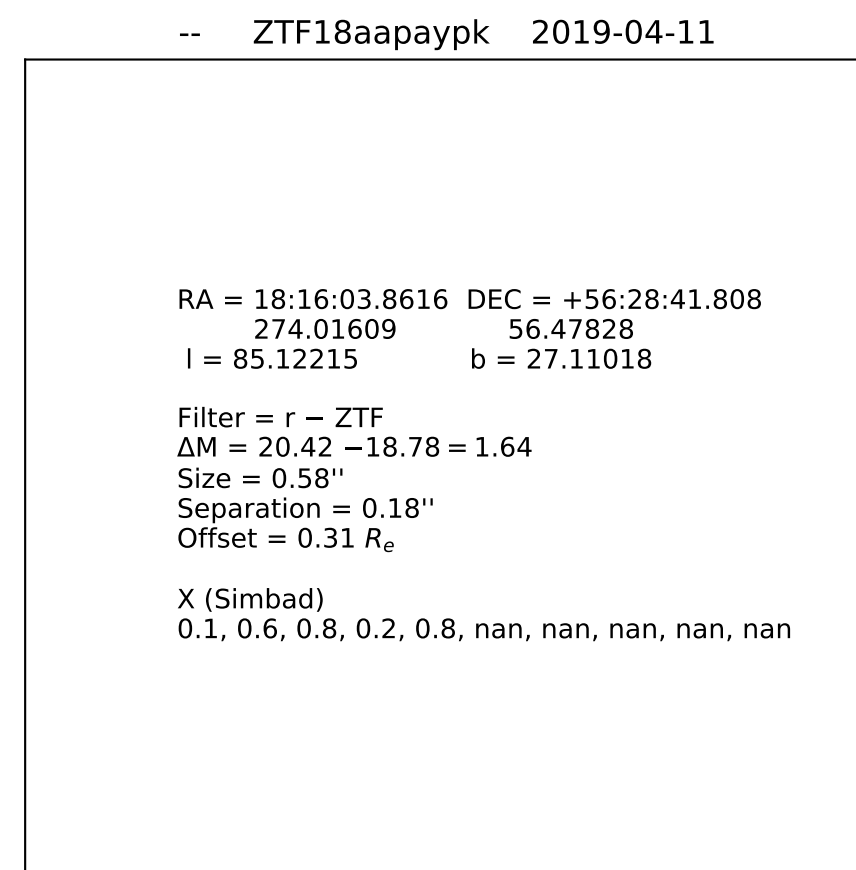 -- ZTF18aapaypk 2019-04-11
RA = 18:16:03.8616 DEC = +56:28:41.808
274.01609 56.47828
l = 85.12215 b = 27.11018
Filter = r − ZTF
ΔM = 20.42 −18.78 = 1.64
Size = 0.58''
Separation = 0.18''
Offset = 0.31 Re
X (Simbad)
0.1, 0.6, 0.8, 0.2, 0.8, nan, nan, nan, nan, nan